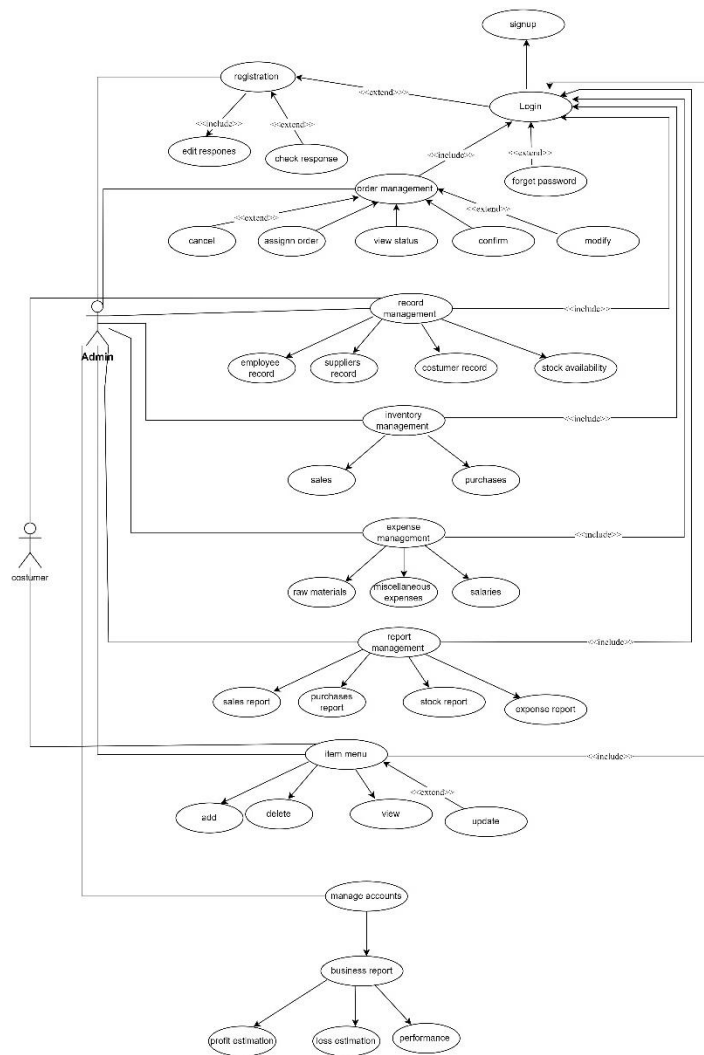 signup
registration
<<extend>>
Login
<<include>>
<<extend>>
edit respones
check response
<<include>>
<<extend>>
forget password
order management
<<extend>>
<<extend>>
cancel
assignn order
view status
confirm
modify
record
management
<<include>>
Admin
employee
record
suppliers
record
costumer record
stock availability
inventory
management
<<include>>
sales
purchases
expense
management
<<include>>
costumer
raw materials
miscellaneous
expenses
salaries
report
management
<<include>>
sales report
purchases
report
stock report
expense report
item menu
<<include>>
<<extend>>
add
delete
view
update
manage accounts
business report
profit estimation
loss estimation
performance